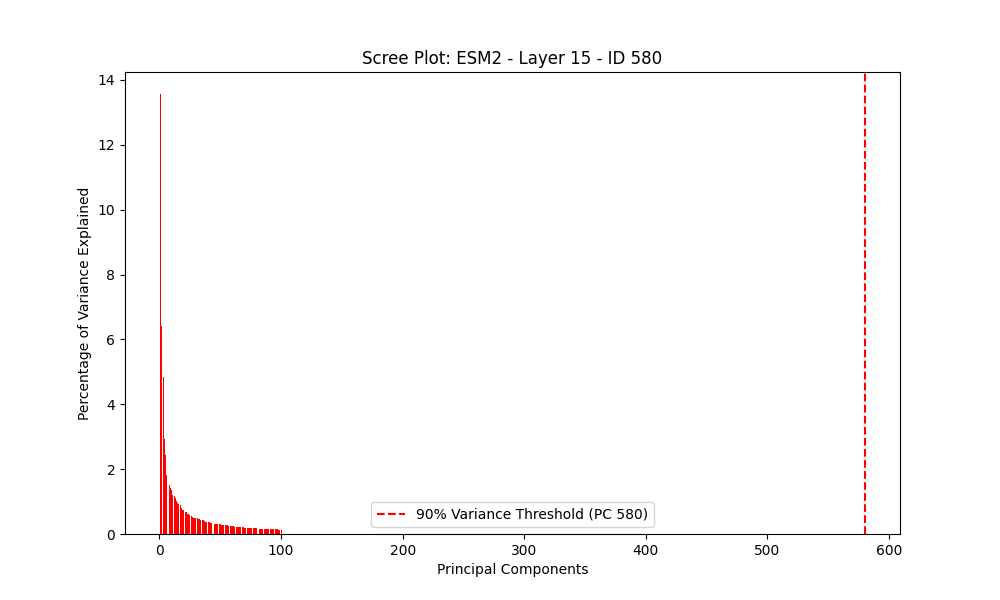 Scree Plot: ESM2 - Layer 15 - ID 580
14
12
10
8
6
4
2
0
Percentage of Variance Explained
90% Variance Threshold (PC 580)
0 100 200 300 400 500 600
Principal Components